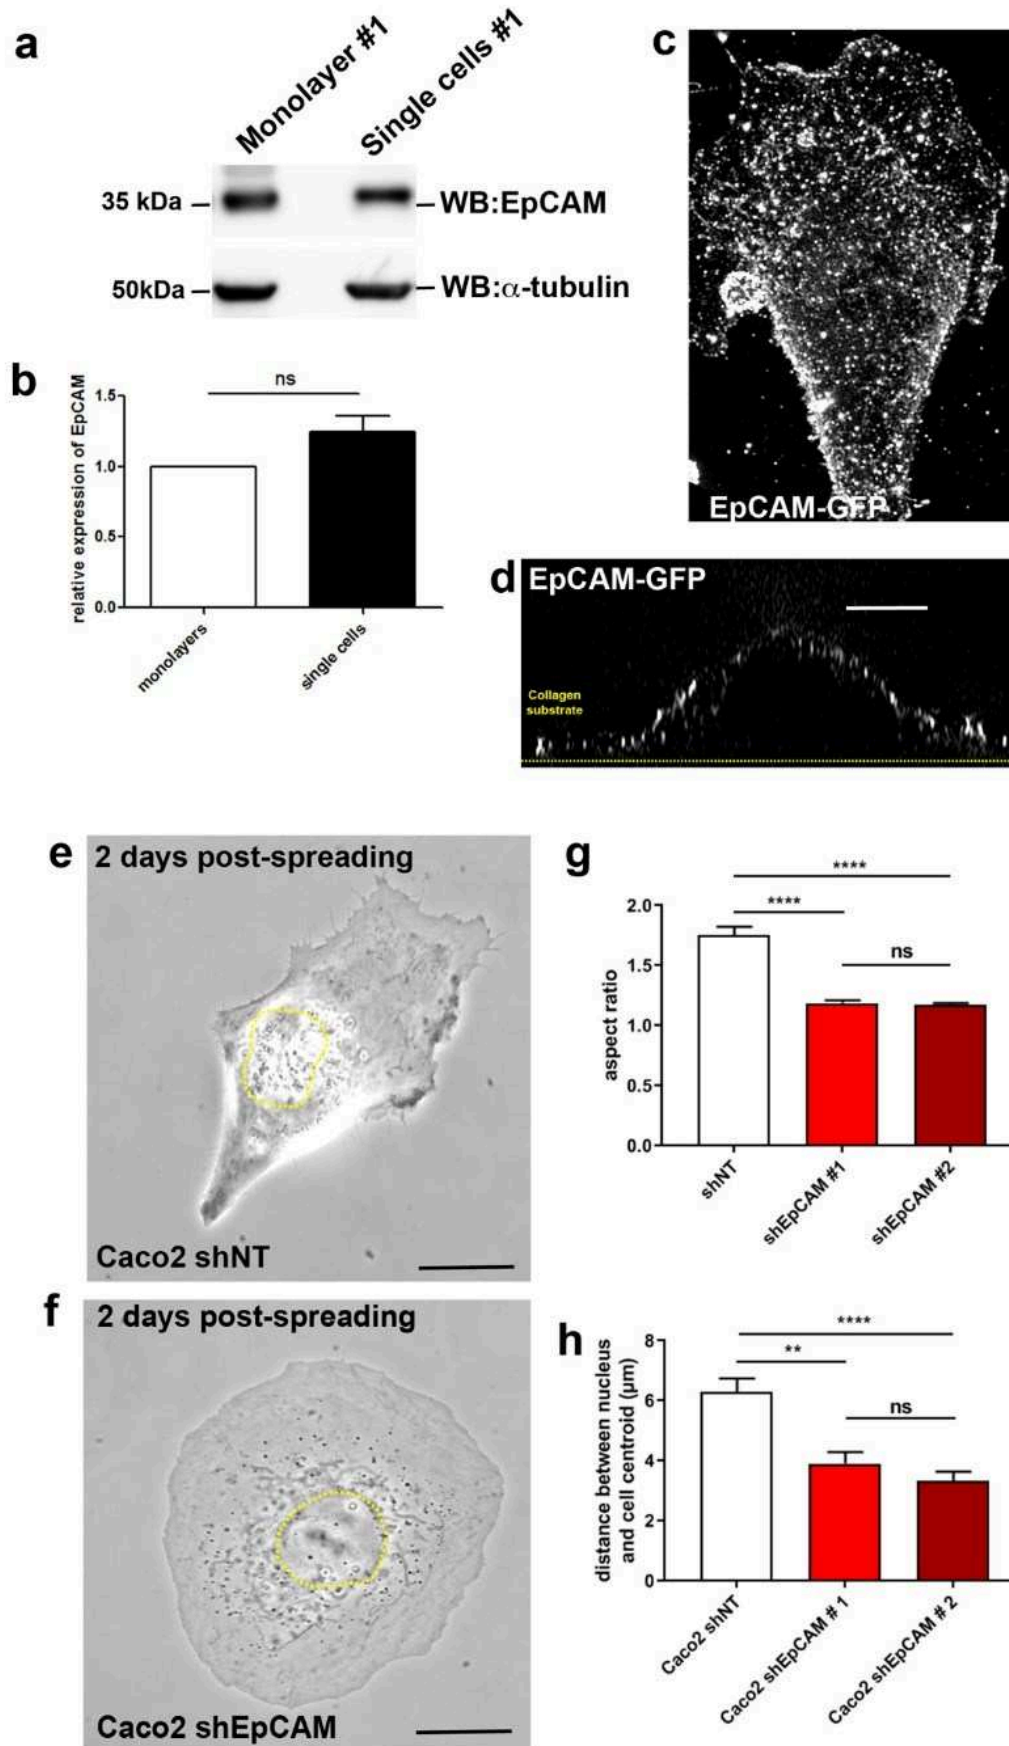 a
Monolayer #1
Single cells #1
35 kDa
WB:EpCAM
50kDa
WB:α-tubulin
b
relative expression of EpCAM
1.5
1.0
0.5
0.0
ns
monolayers
single cells
c
EpCAM-GFP
d
EpCAM-GFP
Collagen
substrate
e
2 days post-spreading
Caco2 shNT
f
2 days post-spreading
Caco2 shEpCAM
g
aspect ratio
2.0
1.5
1.0
0.5
0.0
****
****
ns
shNT
shEpCAM #1
shEpCAM #2
h
distance between nucleus
and cell centroid (μm)
8
6
4
2
0
****
**
ns
Caco2 shNT
Caco2 shEpCAM # 1
Caco2 shEpCAM # 2